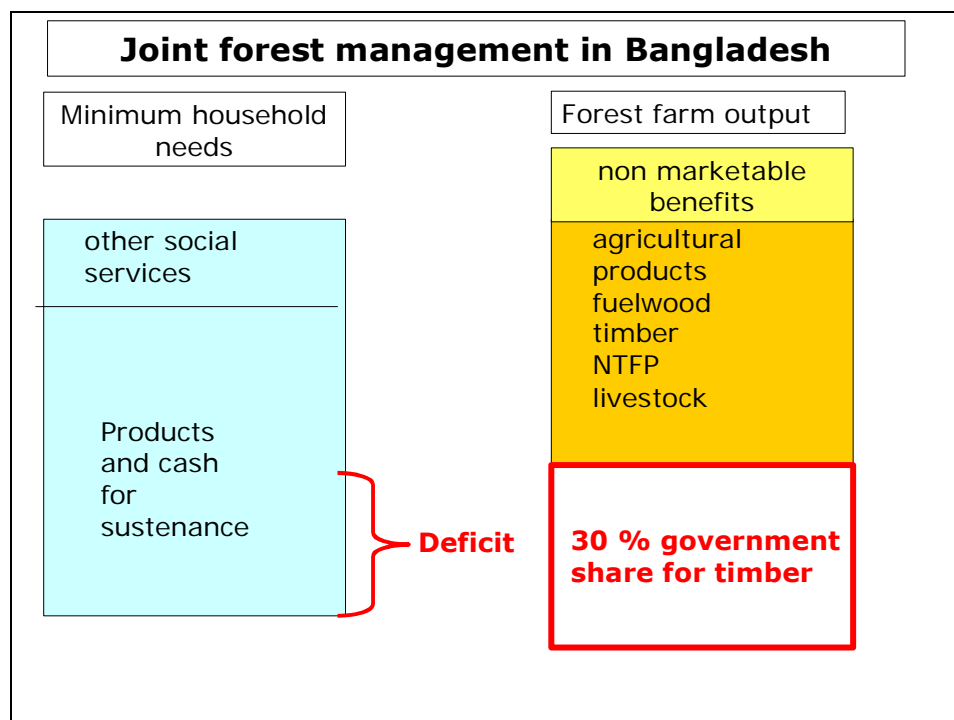 Joint forest management in Bangladesh
Minimum household
needs
other social
services
Products
and cash
for
sustenance
Deficit
Forest farm output
non marketable
benefits
agricultural
products
fuelwood
timber
NTFP
livestock
30 % government
share for timber